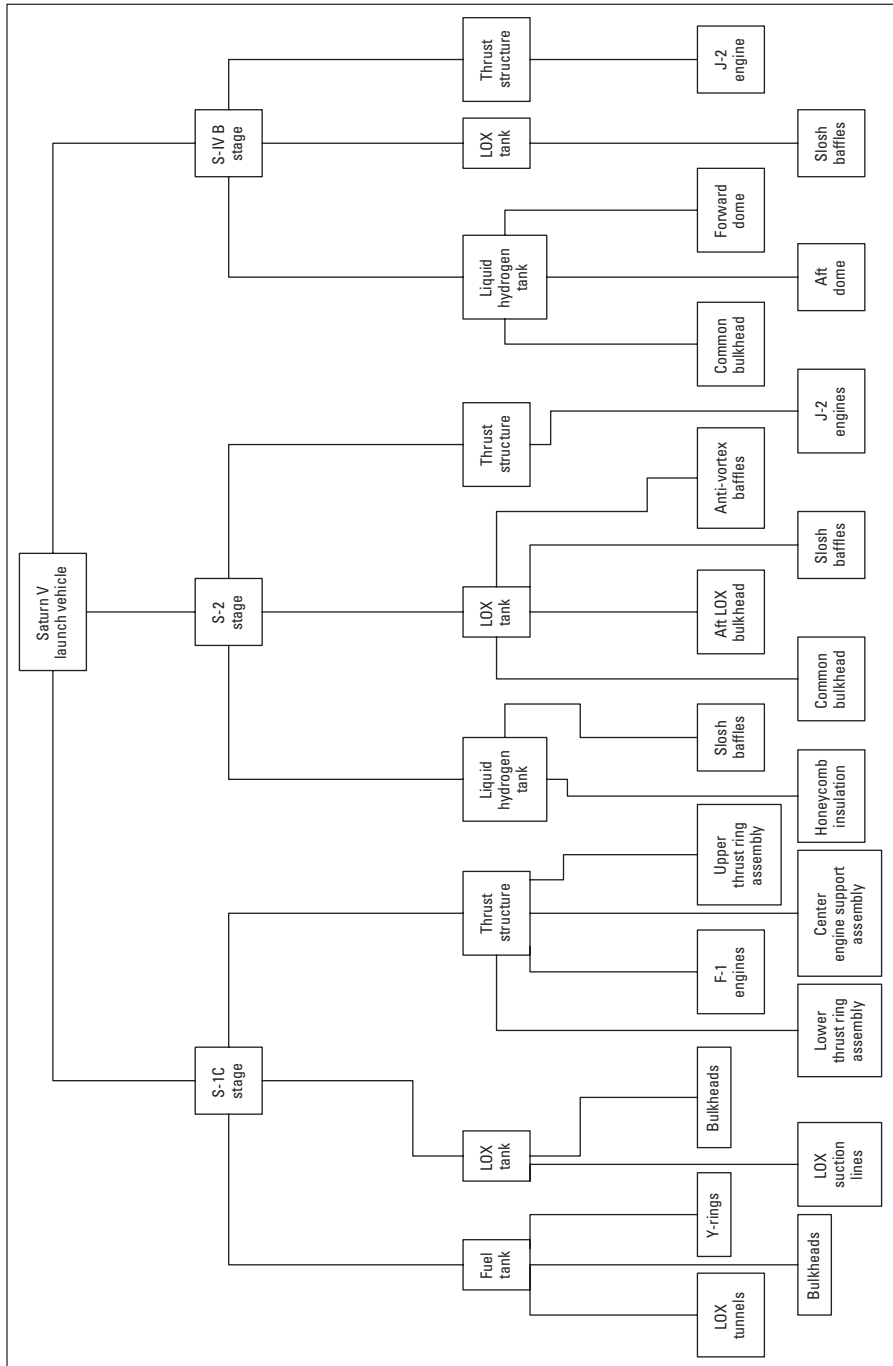 Saturn V
launch vehicle
S-1C
stage
S-2
stage
S-IV B
stage
Fuel
tank
LOX
tank
Thrust
structure
Liquid
hydrogen
tank
LOX
tank
Thrust
structure
Liquid
hydrogen
tank
LOX
tank
Thrust
structure
LOX
tunnels
Y-rings
Bulkheads
F-1
engines
Upper
thrust ring
assembly
Slosh
baffles
Aft LOX
bulkhead
Anti-vortex
baffles
Common
bulkhead
Forward
dome
J-2
engine
Bulkheads
LOX
suction
lines
Lower
thrust ring
assembly
Center
engine support
assembly
Honeycomb
insulation
Common
bulkhead
Slosh
baffles
J-2
engines
Aft
dome
Slosh
baffles